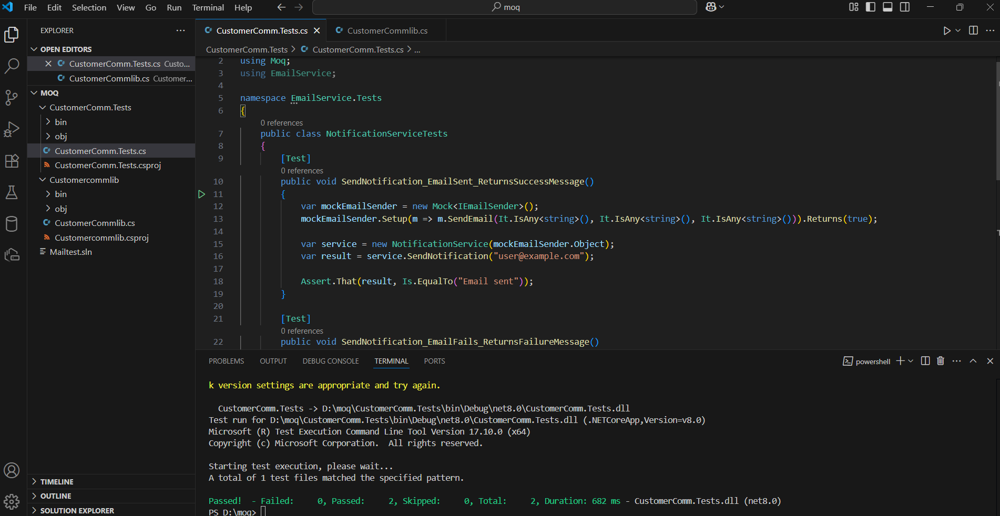 File Edit Selection View Go Run Terminal Help
moq
EXPLORER
OPEN EDITORS
CustomerComm.Tests.cs Custo...
CustomerCommlib.cs Customer...
MOQ
CustomerComm.Tests
bin
obj
CustomerComm.Tests.cs
CustomerComm.Tests.csproj
Customercommlib
bin
obj
CustomerCommlib.cs
Customercommlib.csproj
Mailtest.sln
TIMELINE
OUTLINE
SOLUTION EXPLORER
CustomerComm.Tests.cs CustomerCommlib.cs
CustomerComm.Tests > CustomerComm.Tests.cs > ...
2 using Moq;
3 using EmailService;
4
5 namespace EmailService.Tests
6 {
0 references
7 public class NotificationServiceTests
8 {
9 [Test]
0 references
10 public void SendNotification_EmailSent_ReturnsSuccessMessage()
11 {
12 var mockEmailSender = new Mock<IEmailSender>();
13 mockEmailSender.Setup(m => m.SendEmail(It.IsAny<string>(), It.IsAny<string>(), It.IsAny<string>())).Returns(true);
14
15 var service = new NotificationService(mockEmailSender.Object);
16 var result = service.SendNotification("user@example.com");
17
18 Assert.That(result, Is.EqualTo("Email sent"));
19 }
20
21 [Test]
0 references
22 public void SendNotification_EmailFails_ReturnsFailureMessage()
PROBLEMS OUTPUT DEBUG CONSOLE TERMINAL PORTS
powershell
k version settings are appropriate and try again.
CustomerComm.Tests -> D:\moq\CustomerComm.Tests\bin\Debug\net8.0\CustomerComm.Tests.dll
Test run for D:\moq\CustomerComm.Tests\bin\Debug\net8.0\CustomerComm.Tests.dll (.NETCoreApp,Version=v8.0)
Microsoft (R) Test Execution Command Line Tool Version 17.10.0 (x64)
Copyright (c) Microsoft Corporation.  All rights reserved.
Starting test execution, please wait...
A total of 1 test files matched the specified pattern.
Passed!  - Failed:     0, Passed:     2, Skipped:     0, Total:     2, Duration: 682 ms - CustomerComm.Tests.dll (net8.0)
PS D:\moq>